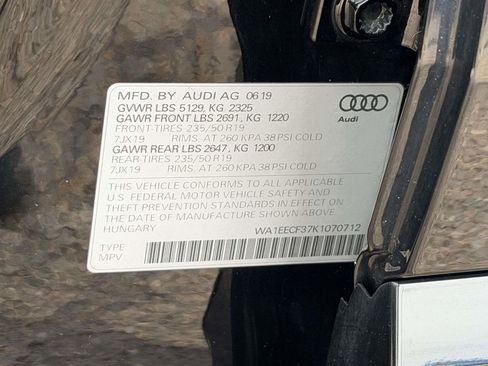 MFD. BY AUDI AG 06 19
GVWR LBS 5129, KG 2325
GAWR FRONT LBS 2691, KG 1220
FRONT-TIRES 235/50 R19
7JX19 RIMS, AT 260 KPA 38 PSI COLD
GAWR REAR LBS 2647, KG 1200
REAR-TIRES 235/50 R19
7JX19 RIMS, AT 260 KPA 38 PSI COLD
THIS VEHICLE CONFORMS TO ALL APPLICABLE
U.S. FEDERAL MOTOR VEHICLE SAFETY AND
THEFT PREVENTION STANDARDS IN EFFECT ON
THE DATE OF MANUFACTURE SHOWN ABOVE
HUNGARY WA1EECF37K1070712
TYPE:
MPV
Audi